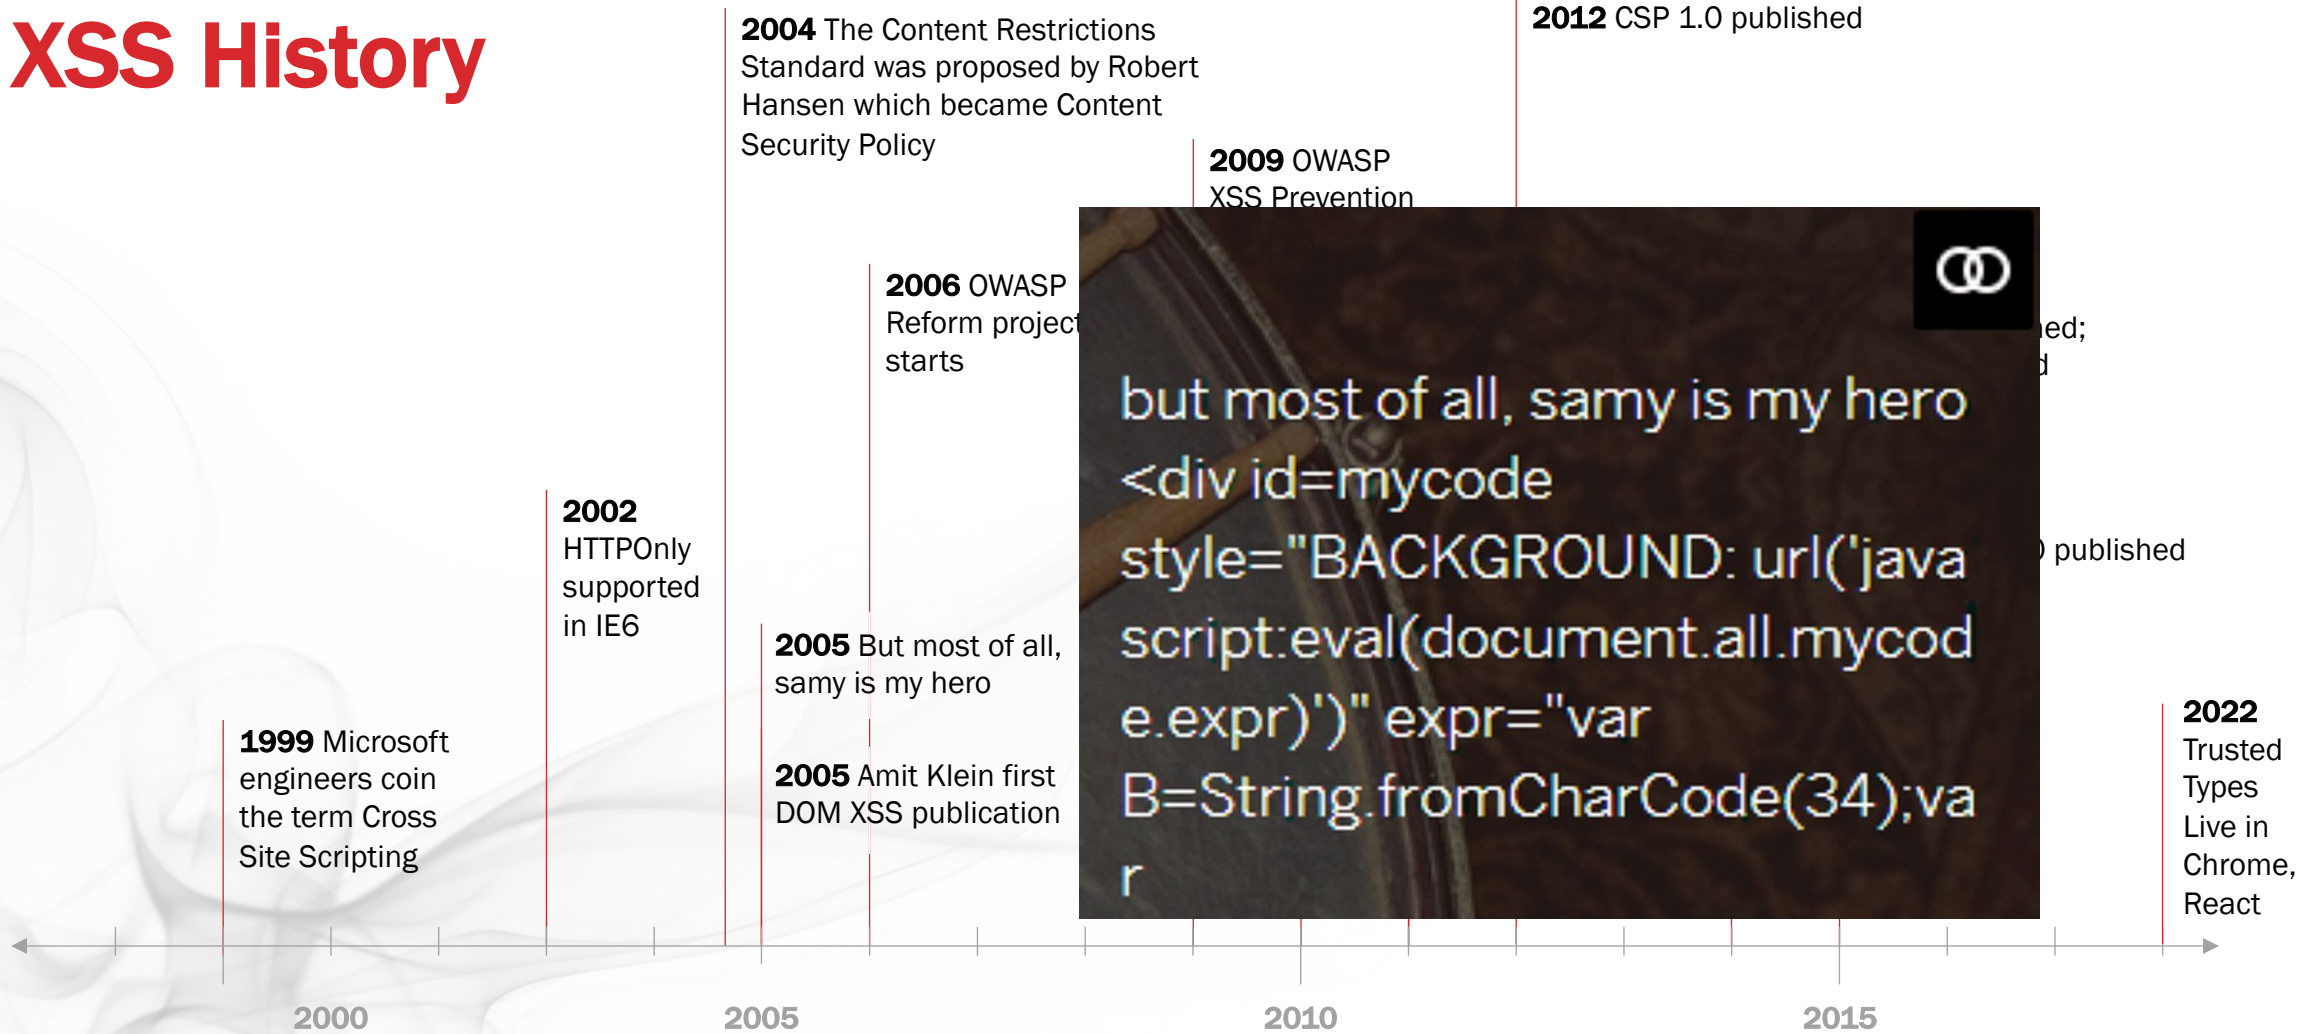 XSS History
2004 The Content Restrictions
Standard was proposed by Robert
Hansen which became Content
Security Policy
2012 CSP 1.0 published
2009 OWASP
XSS Prevention
2006 OWASP
Reform project
starts
2002
HTTPOnly
supported
in IE6
2005 But most of all,
samy is my hero
2005 Amit Klein first
DOM XSS publication
1999 Microsoft
engineers coin
the term Cross
Site Scripting
but most of all, samy is my hero
<div id=mycode
style="BACKGROUND: url('java
script:eval(document.all.mycod
e.expr)')" expr="var
B=String.fromCharCode(34);va
r
published
2022
Trusted
Types
Live in
Chrome,
React
2000
2005
2010
2015